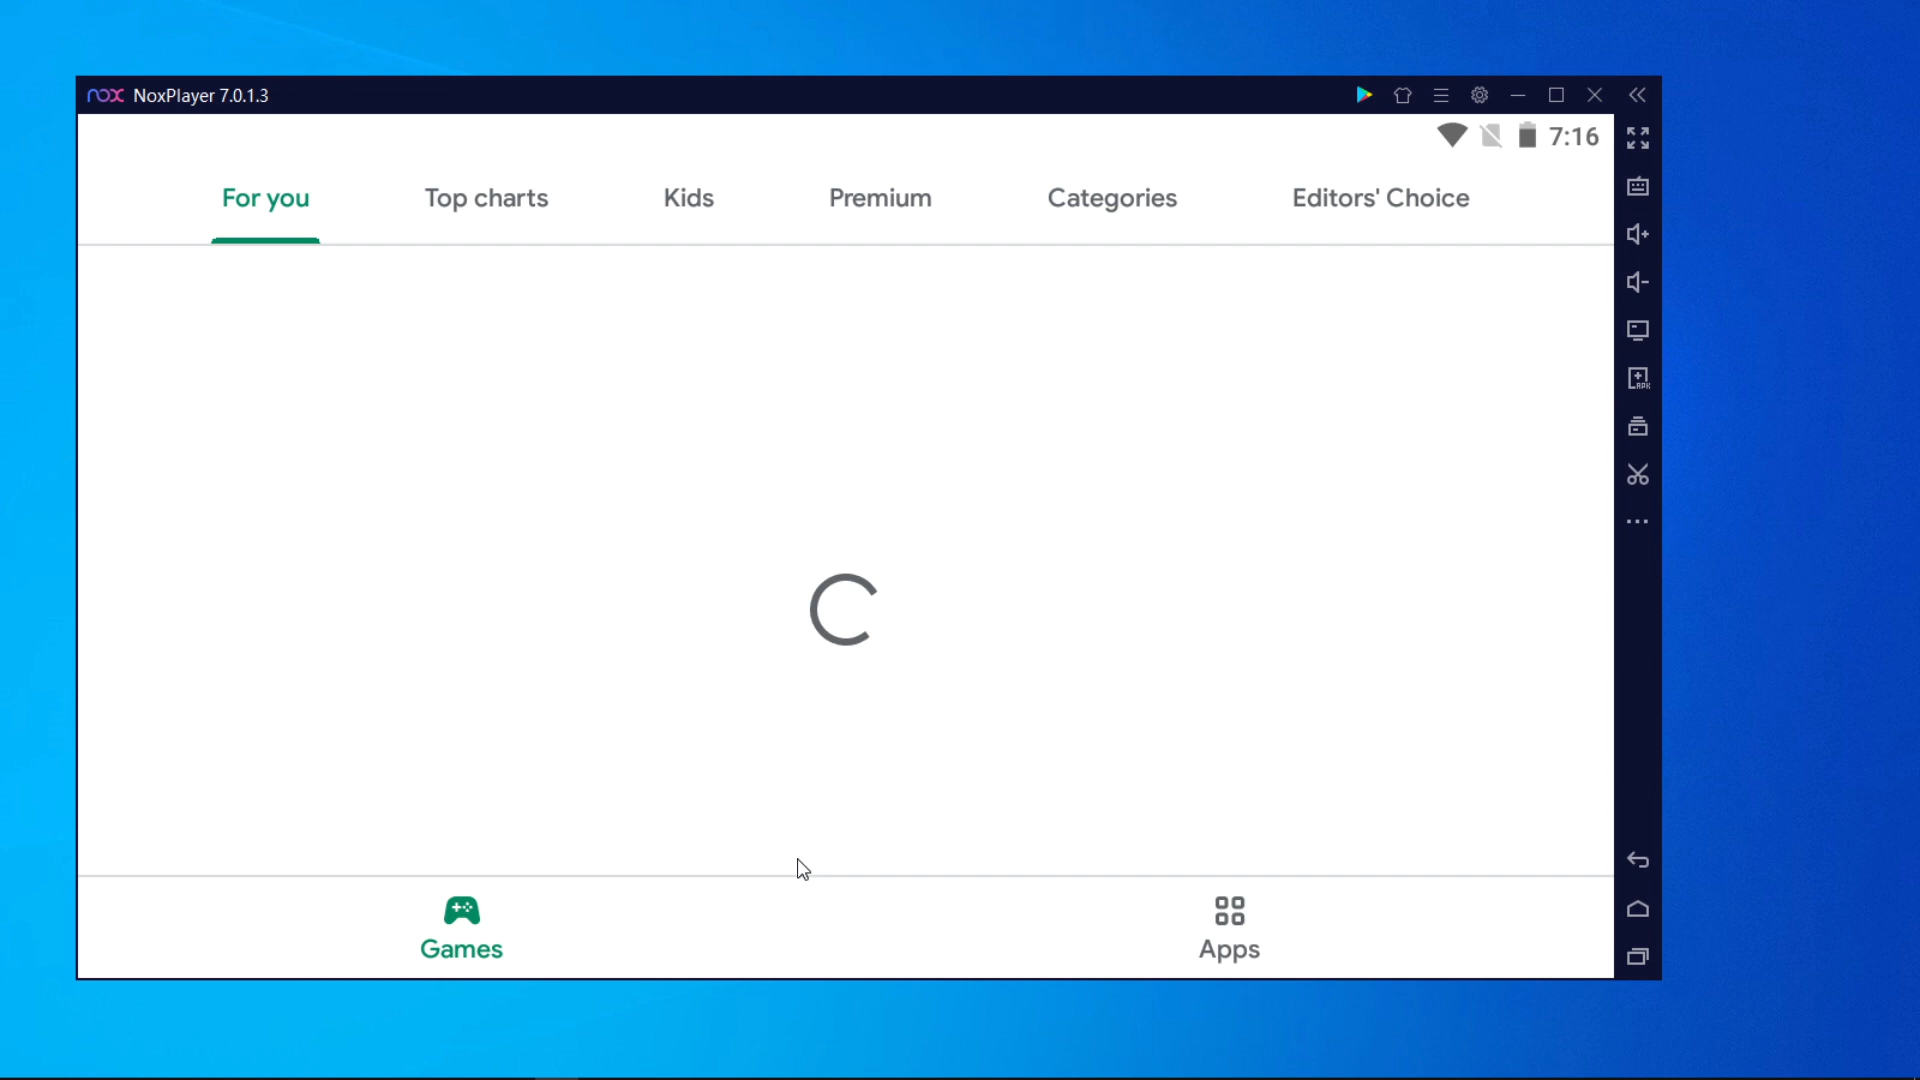 nox NoxPlayer 7.0.1.3
7:16
For you Top charts Kids Premium Categories Editors' Choice
APK
Games Apps